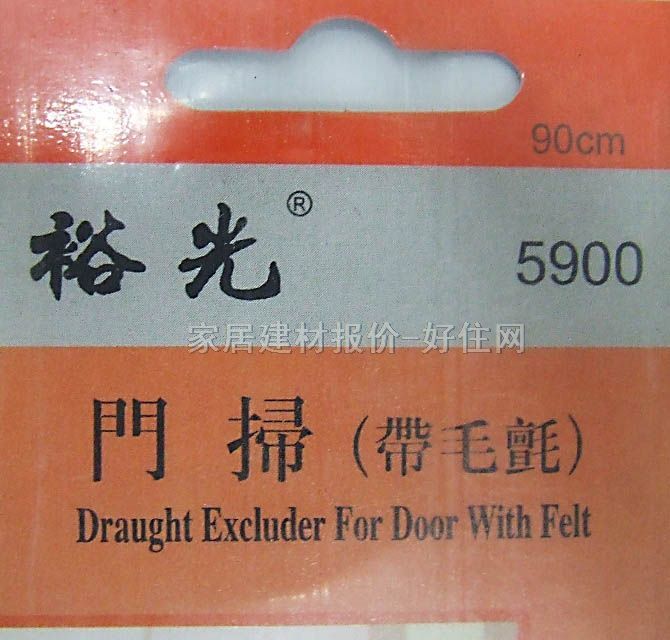 90cm
裕光®
5900
家居建材报价-好住网
門掃(帶毛氈)
Draught Excluder For Door With Felt